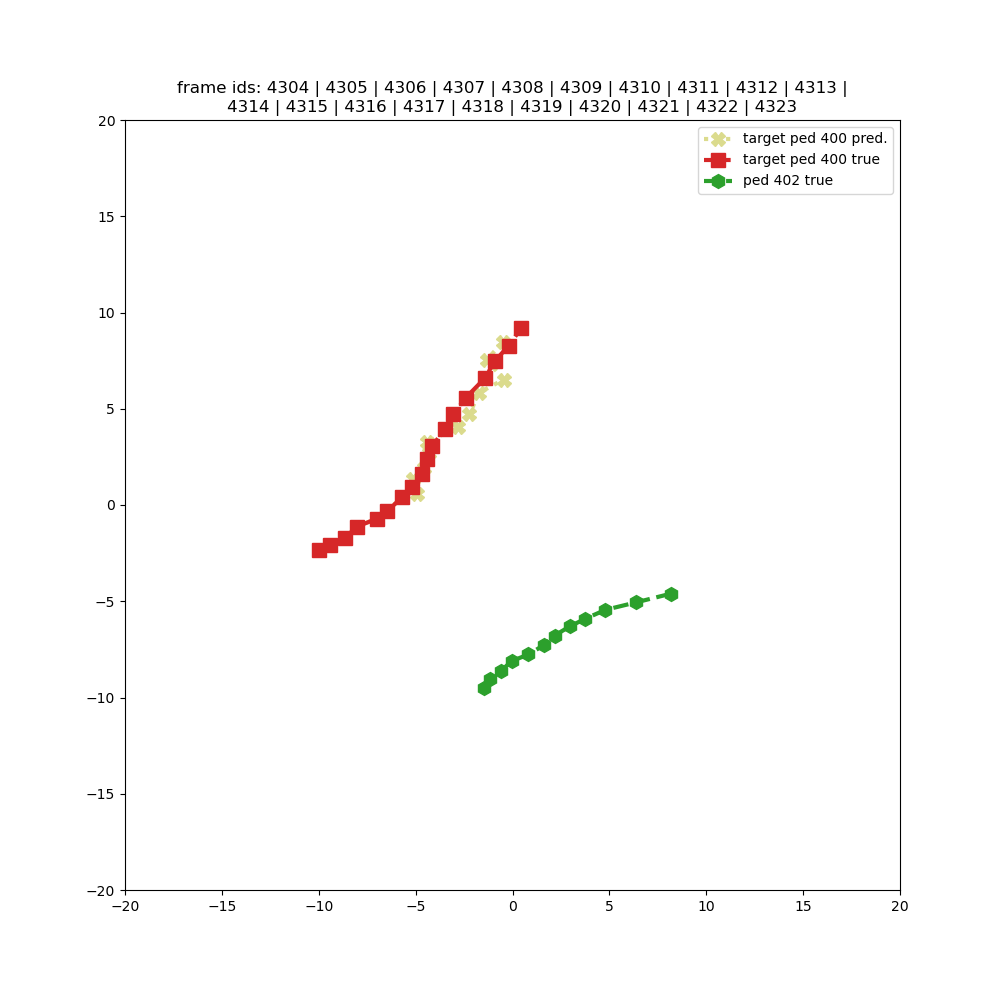 frame ids: 4304 | 4305 | 4306 | 4307 | 4308 | 4309 | 4310 | 4311 | 4312 | 4313 |
4314 | 4315 | 4316 | 4317 | 4318 | 4319 | 4320 | 4321 | 4322 | 4323
target ped 400 pred.
target ped 400 true
ped 402 true
20
15
10
5
0
−5
−10
−15
−20
−20 −15 −10 −5 0 5 10 15 20